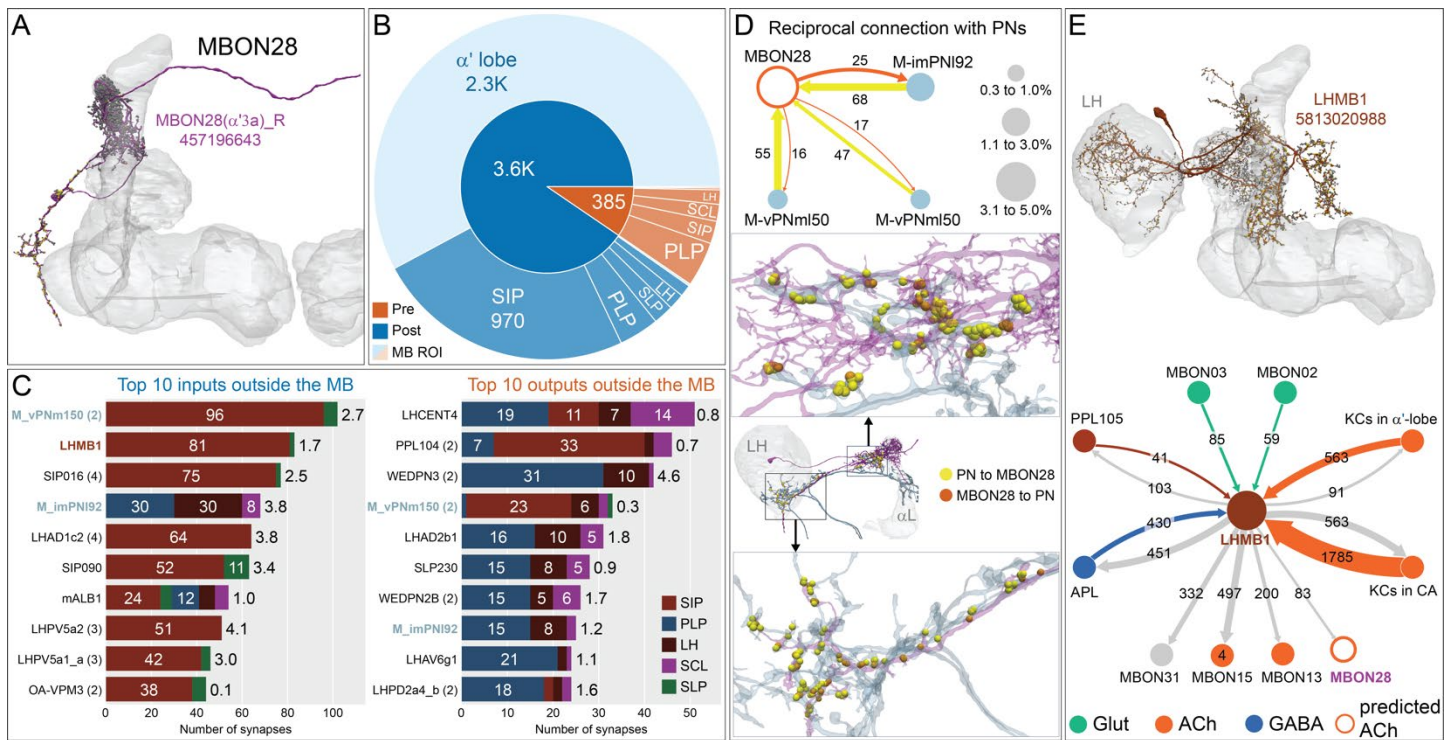 A
MBON28
MBON28(α'3a)_R
457196643
B
α' lobe
2.3K
3.6K
385
LH
SCL
SIP
PLP
LH
SLP
PLP
SIP
970
Pre
Post
MB ROI
C
Top 10 inputs outside the MB
M_vPNm150 (2) 96 2.7
LHMB1 81 1.7
SIP016 (4) 75 2.5
M_imPNl92 30 30 8 3.8
LHAD1c2 (4) 64 3.8
SIP090 52 11 3.4
mALB1 24 12 1.0
LHPV5a2 (3) 51 4.1
LHPV5a1_a (3) 42 3.0
OA-VPM3 (2) 38 0.1
0 20 40 60 80 100
Number of synapses
Top 10 outputs outside the MB
LHCENT4 19 11 7 14 0.8
PPL104 (2) 7 33 0.7
WEDPN3 (2) 31 10 4.6
M_vPNm150 (2) 23 6 0.3
LHAD2b1 16 10 5 1.8
SLP230 15 8 5 0.9
WEDPN2B (2) 15 5 6 1.7
M_imPNl92 15 8 1.2
LHAV6g1 21 1.1
LHPD2a4_b (2) 18 1.6
SIP
PLP
LH
SCL
SLP
0 10 20 30 40 50
Number of synapses
D
Reciprocal connection with PNs
MBON28
M-imPNl92
25
68
17
55
16
47
M-vPNml50
M-vPNml50
0.3 to 1.0%
1.1 to 3.0%
3.1 to 5.0%
LH
αL
PN to MBON28
MBON28 to PN
E
LH
LHMB1
5813020988
MBON03
MBON02
PPL105
KCs in α'-lobe
85
59
41
563
103
91
430
LHMB1
563
451
1785
APL
KCs in CA
332
497
200
83
4
MBON31
MBON15
MBON13
MBON28
Glut
ACh
GABA
predicted
ACh